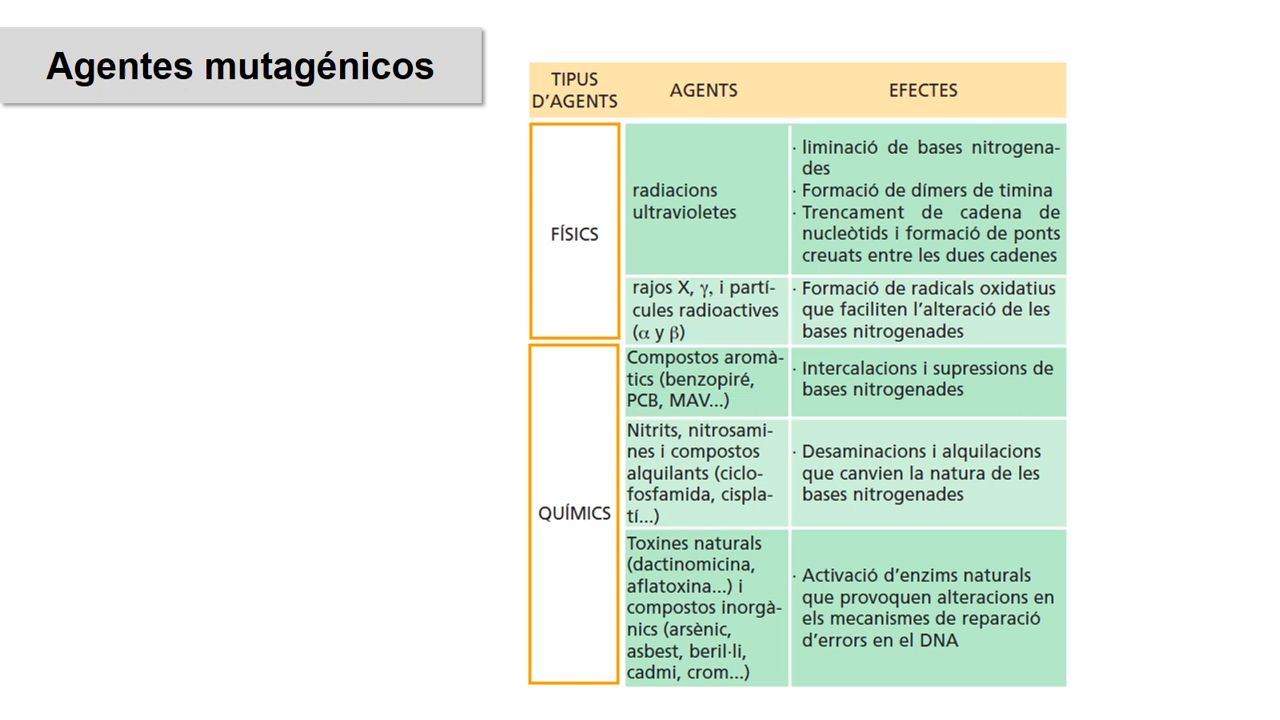 Agentes mutagénicos
TIPUS
D'AGENTS
AGENTS
EFECTES
FÍSICS
radiacions
ultravioletes
· liminació de bases nitrogena-
des
· Formació de dímers de timina
· Trencament de cadena de
nucleòtids i formació de ponts
creuats entre les dues cadenes
rajos X, γ, i partí-
cules radioactives
(α y β)
· Formació de radicals oxidatius
que faciliten l'alteració de les
bases nitrogenades
QUÍMICS
Compostos aromà-
tics (benzopiré,
PCB, MAV...)
· Intercalacions i supressions de
bases nitrogenades
Nitrits, nitrosami-
nes i compostos
alquilants (ciclo-
fosfamida, cispla-
tí...)
· Desaminacions i alquilacions
que canvien la natura de les
bases nitrogenades
Toxines naturals
(dactinomicina,
aflatoxina...) i
compostos inorgà-
nics (arsènic,
asbest, beril·li,
cadmi, crom...)
· Activació d'enzims naturals
que provoquen alteracions en
els mecanismes de reparació
d'errors en el DNA